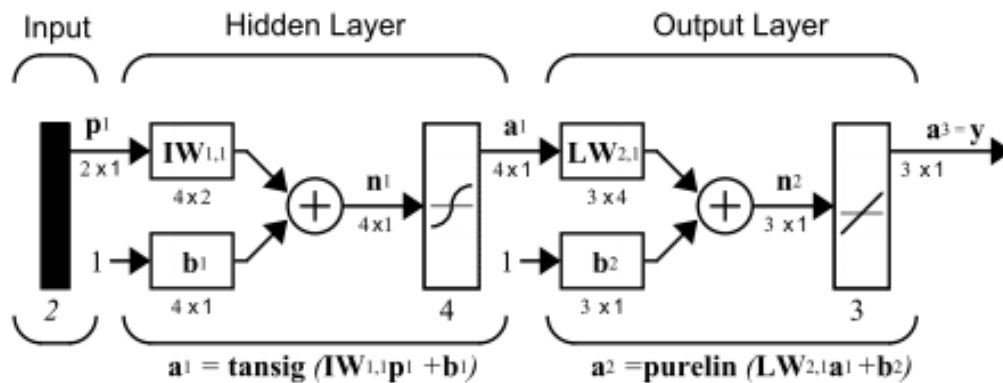 Input Hidden Layer Output Layer
p1 a1 a3 = y
IW1,1 LW2,1
2 x 1 4 x 1 3 x 1
4 x 2 n1 3 x 4 n2
4 x 1 3 x 1
1 b1 1 b2
2 4 x 1 4 3 x 1 3
a1 = tansig (IW1,1p1 +b1) a2 =purelin (LW2,1a1 +b2)